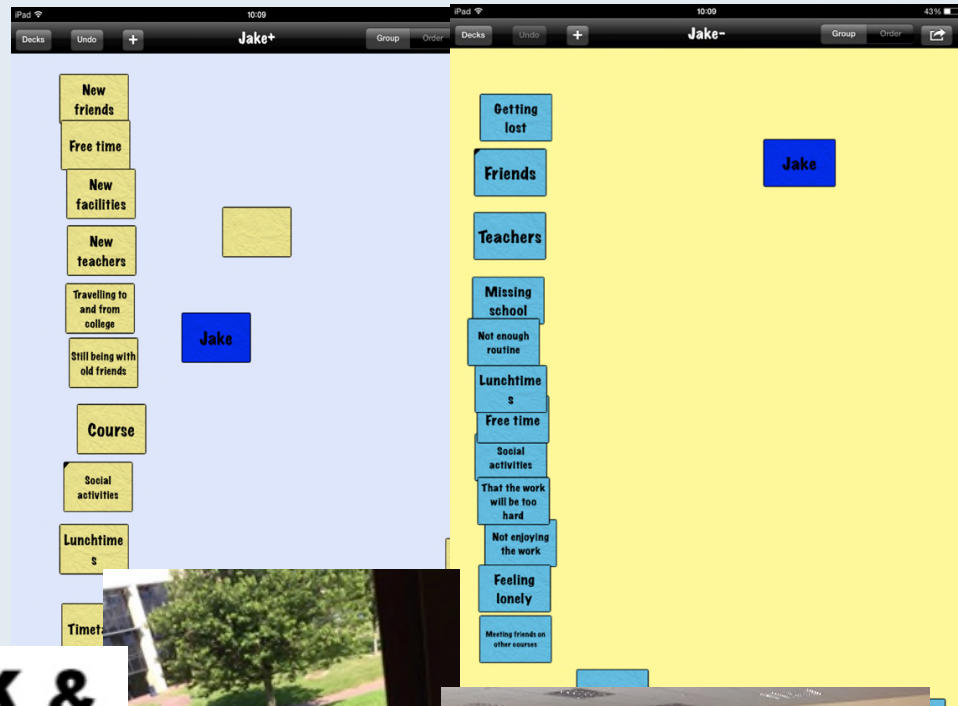 iPad
10:09
Decks
Undo
+
Jake+
Group
Order
New
friends
Free time
New
facilities
New
teachers
Travelling to
and from
college
Still being with
old friends
Jake
Course
Social
activities
Lunchtime
s
K &
iPad
10:09
43%
Decks
Undo
+
Jake-
Group
Order
Getting
lost
Jake
Friends
Teachers
Missing
school
Not enough
routine
Lunchtime
s
Free time
Social
activities
That the work
will be too
hard
Not enjoying
the work
Feeling
lonely
Meeting friends on
other courses